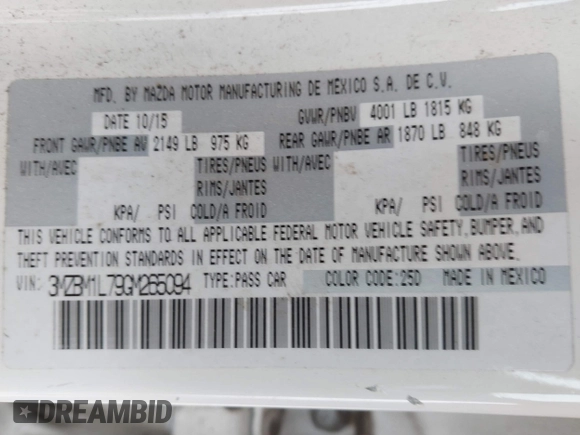 MFD. BY MAZDA MOTOR MANUFACTURING DE MEXICO S.A. DE C.V.
DATE 10/15 GVWR/PNBV 4001 LB 1815 KG
FRONT GAWR/PNBE AV 2149 LB 975 KG REAR GAWR/PNBE AR 1870 LB 848 KG
WITH/AVEC TIRES/PNEUS WITH/AVEC TIRES/PNEUS
RIMS/JANTES RIMS/JANTES
KPA/ PSI COLD/A FROID KPA/ PSI COLD/A FROID
THIS VEHICLE CONFORMS TO ALL APPLICABLE FEDERAL MOTOR VEHICLE SAFETY, BUMPER, AND
THEFT PREVENTION STANDARDS IN EFFECT ON THE DATE OF MANUFACTURE SHOWN ABOVE.
VIN: 3MZBM1L79GM265094 TYPE: PASS CAR COLOR CODE: 25D MADE IN MEXICO
DREAMBID